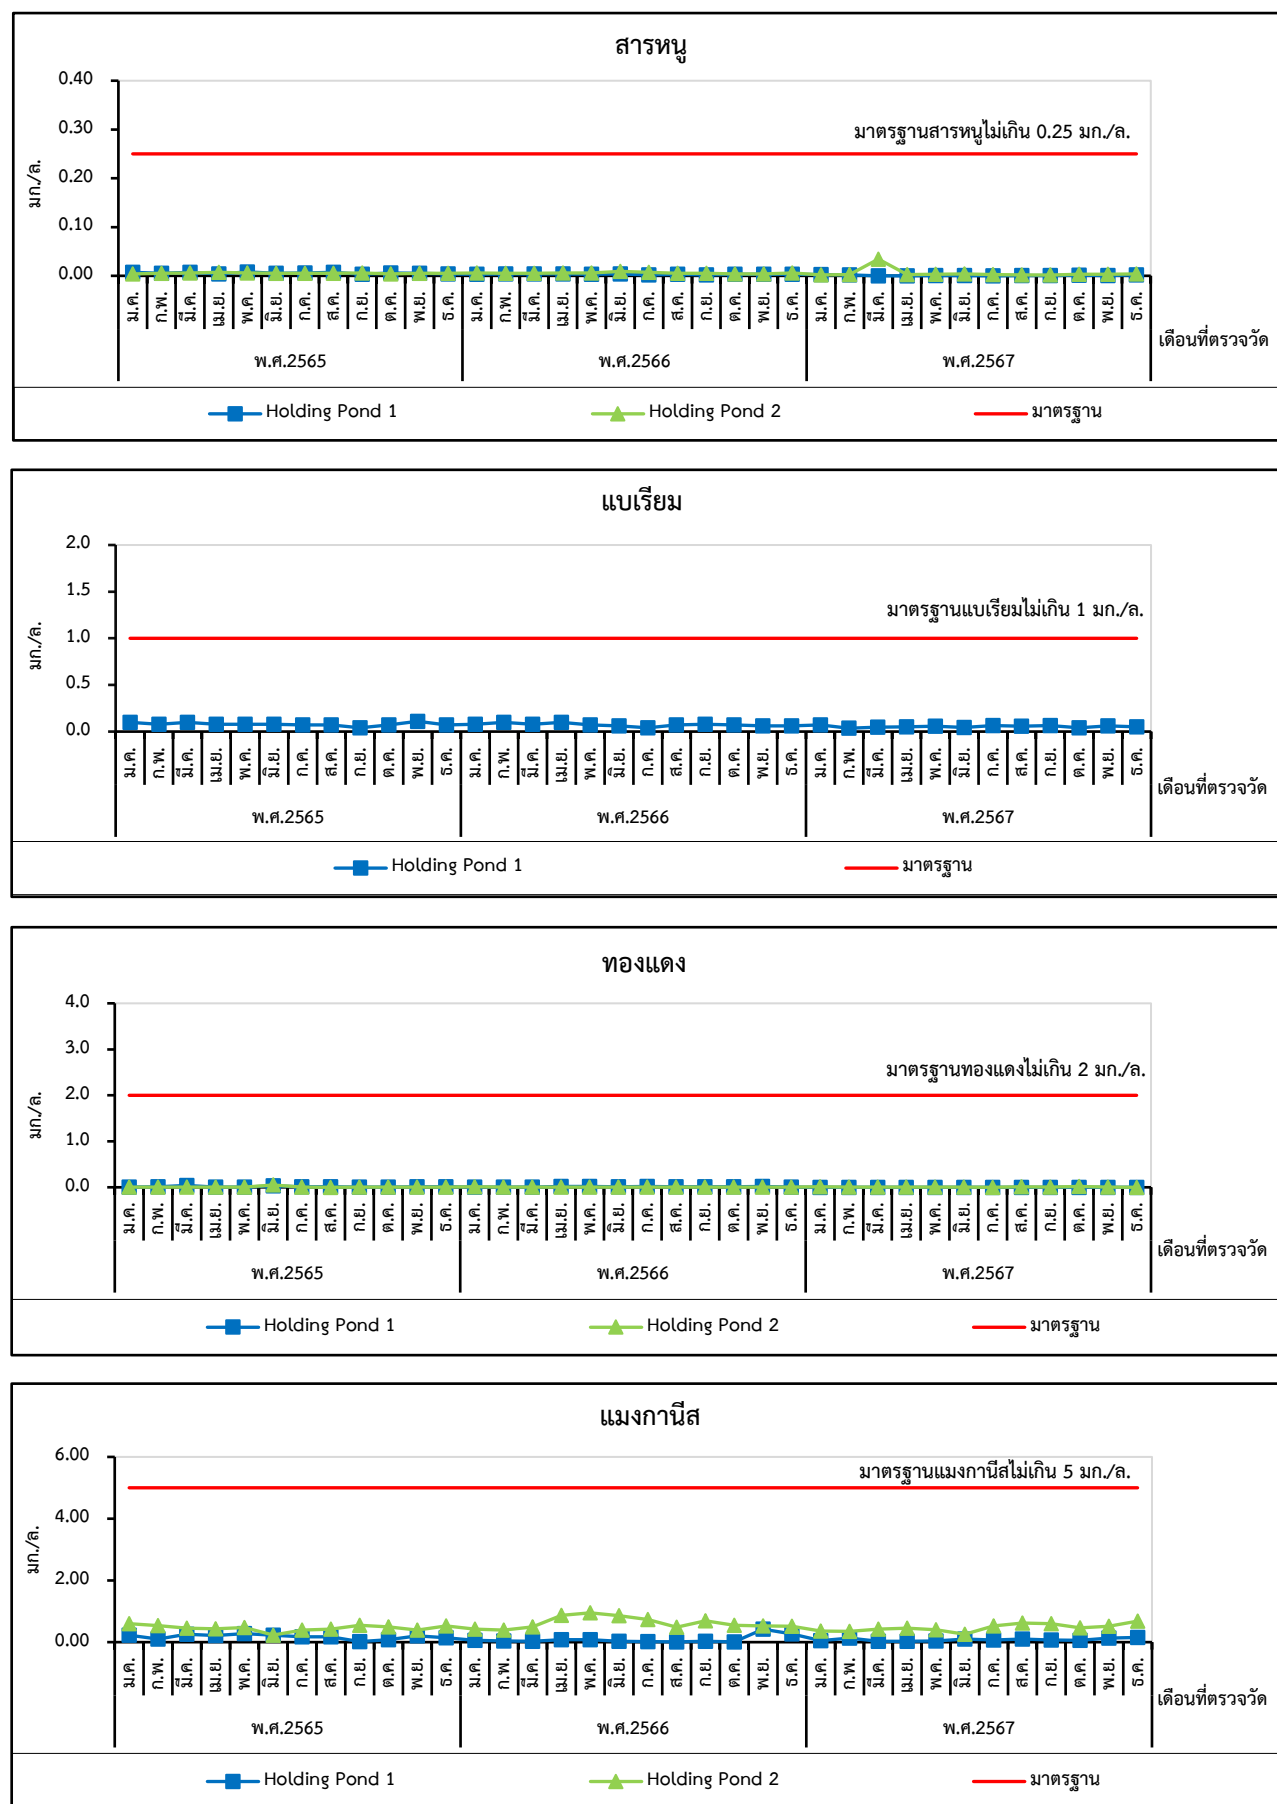 สารหนู
0.40
0.30
0.20
0.10
0.00
มก./ล.
มาตรฐานสารหนูไม่เกิน 0.25 มก./ล.
ม.ค. ก.พ. มี.ค. เม.ย. พ.ค. มิ.ย. ก.ค. ส.ค. ก.ย. ต.ค. พ.ย. ธ.ค. ม.ค. ก.พ. มี.ค. เม.ย. พ.ค. มิ.ย. ก.ค. ส.ค. ก.ย. ต.ค. พ.ย. ธ.ค. ม.ค. ก.พ. มี.ค. เม.ย. พ.ค. มิ.ย. ก.ค. ส.ค. ก.ย. ต.ค. พ.ย. ธ.ค.
พ.ศ.2565 พ.ศ.2566 พ.ศ.2567
เดือนที่ตรวจวัด
Holding Pond 1 Holding Pond 2 มาตรฐาน
แบเรียม
2.0
1.5
1.0
0.5
0.0
มก./ล.
มาตรฐานแบเรียมไม่เกิน 1 มก./ล.
ม.ค. ก.พ. มี.ค. เม.ย. พ.ค. มิ.ย. ก.ค. ส.ค. ก.ย. ต.ค. พ.ย. ธ.ค. ม.ค. ก.พ. มี.ค. เม.ย. พ.ค. มิ.ย. ก.ค. ส.ค. ก.ย. ต.ค. พ.ย. ธ.ค. ม.ค. ก.พ. มี.ค. เม.ย. พ.ค. มิ.ย. ก.ค. ส.ค. ก.ย. ต.ค. พ.ย. ธ.ค.
พ.ศ.2565 พ.ศ.2566 พ.ศ.2567
เดือนที่ตรวจวัด
Holding Pond 1 มาตรฐาน
ทองแดง
4.0
3.0
2.0
1.0
0.0
มก./ล.
มาตรฐานทองแดงไม่เกิน 2 มก./ล.
ม.ค. ก.พ. มี.ค. เม.ย. พ.ค. มิ.ย. ก.ค. ส.ค. ก.ย. ต.ค. พ.ย. ธ.ค. ม.ค. ก.พ. มี.ค. เม.ย. พ.ค. มิ.ย. ก.ค. ส.ค. ก.ย. ต.ค. พ.ย. ธ.ค. ม.ค. ก.พ. มี.ค. เม.ย. พ.ค. มิ.ย. ก.ค. ส.ค. ก.ย. ต.ค. พ.ย. ธ.ค.
พ.ศ.2565 พ.ศ.2566 พ.ศ.2567
เดือนที่ตรวจวัด
Holding Pond 1 Holding Pond 2 มาตรฐาน
แมงกานีส
6.00
4.00
2.00
0.00
มก./ล.
มาตรฐานแมงกานีสไม่เกิน 5 มก./ล.
ม.ค. ก.พ. มี.ค. เม.ย. พ.ค. มิ.ย. ก.ค. ส.ค. ก.ย. ต.ค. พ.ย. ธ.ค. ม.ค. ก.พ. มี.ค. เม.ย. พ.ค. มิ.ย. ก.ค. ส.ค. ก.ย. ต.ค. พ.ย. ธ.ค. ม.ค. ก.พ. มี.ค. เม.ย. พ.ค. มิ.ย. ก.ค. ส.ค. ก.ย. ต.ค. พ.ย. ธ.ค.
พ.ศ.2565 พ.ศ.2566 พ.ศ.2567
เดือนที่ตรวจวัด
Holding Pond 1 Holding Pond 2 มาตรฐาน